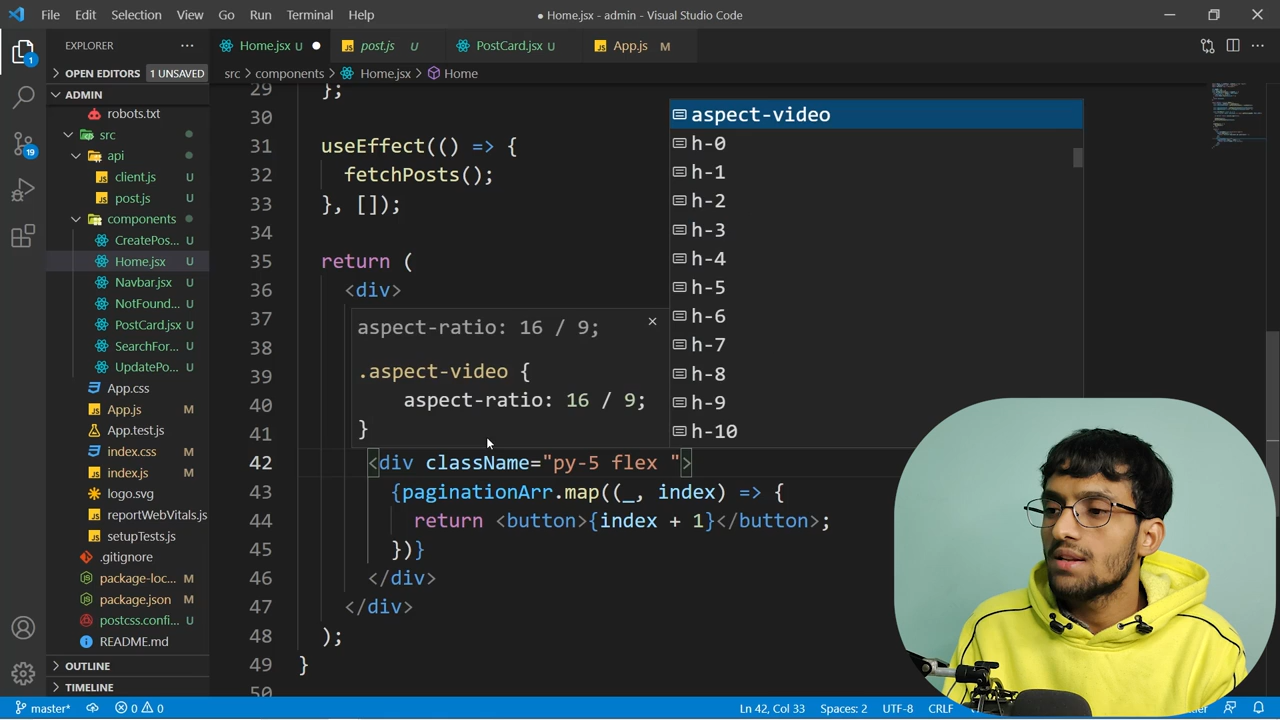 File Edit Selection View Go Run Terminal Help
● Home.jsx - admin - Visual Studio Code
EXPLORER
Home.jsx U
post.js U
PostCard.jsx U
App.js M
OPEN EDITORS 1 UNSAVED
src > components > Home.jsx > Home
ADMIN
robots.txt
src
api
client.js U
post.js U
components
CreatePos... U
Home.jsx U
Navbar.jsx U
NotFound... U
PostCard.jsx U
SearchFor... U
UpdatePo... U
App.css
App.js M
App.test.js
index.css M
index.js M
logo.svg
reportWebVitals.js
setupTests.js
.gitignore
package-loc... M
package.json M
postcss.confi... U
README.md
OUTLINE
TIMELINE
1
19
29 };
30
31 useEffect(() => {
32 fetchPosts();
33 }, []);
34
35 return (
36 <div>
37
38
39
40
41
42 <div className="py-5 flex ">
43 {paginationArr.map((_, index) => {
44 return <button>{index + 1}</button>;
45 })}
46 </div>
47 </div>
48 );
49 }
50
aspect-ratio: 16 / 9;
.aspect-video {
aspect-ratio: 16 / 9;
}
aspect-video
h-0
h-1
h-2
h-3
h-4
h-5
h-6
h-7
h-8
h-9
h-10
master* 0 0
Ln 42, Col 33 Spaces: 2 UTF-8 CRLF